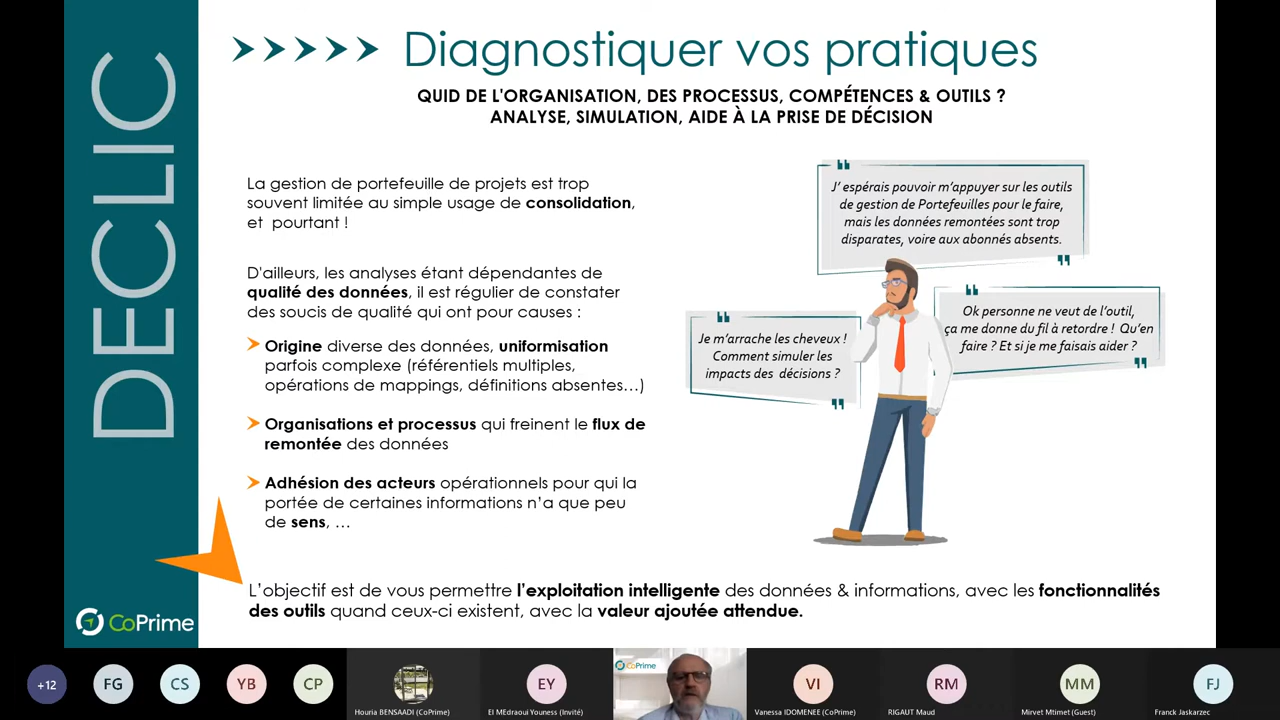 DECLIC
Diagnostiquer vos pratiques
QUID DE L'ORGANISATION, DES PROCESSUS, COMPÉTENCES & OUTILS ?
ANALYSE, SIMULATION, AIDE À LA PRISE DE DÉCISION
La gestion de portefeuille de projets est trop
souvent limitée au simple usage de consolidation,
et pourtant !
D'ailleurs, les analyses étant dépendantes de
qualité des données, il est régulier de constater
des soucis de qualité qui ont pour causes :
Origine diverse des données, uniformisation
parfois complexe (référentiels multiples,
opérations de mappings, définitions absentes…)
Organisations et processus qui freinent le flux de
remontée des données
Adhésion des acteurs opérationnels pour qui la
portée de certaines informations n'a que peu
de sens, …
J' espérais pouvoir m'appuyer sur les outils
de gestion de Portefeuilles pour le faire,
mais les données remontées sont trop
disparates, voire aux abonnés absents.
Je m'arrache les cheveux !
Comment simuler les
impacts des décisions ?
Ok personne ne veut de l'outil,
ça me donne du fil à retordre ! Qu'en
faire ? Et si je me faisais aider ?
L'objectif est de vous permettre l'exploitation intelligente des données & informations, avec les fonctionnalités
des outils quand ceux-ci existent, avec la valeur ajoutée attendue.
CoPrime
+12
FG
CS
YB
CP
Houria BENSAADI (CoPrime)
EY
El MEdraoui Youness (Invité)
CoPrime
VI
Vanessa IDOMENEE (CoPrime)
RM
RIGAUT Maud
MM
Mirvet Mtimet (Guest)
FJ
Franck Jaskarzec